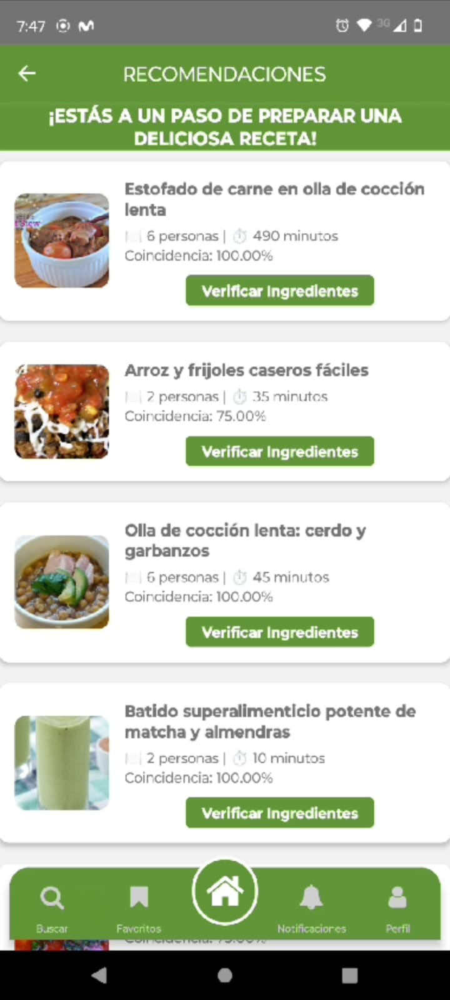 7:47
3G
RECOMENDACIONES
¡ESTÁS A UN PASO DE PREPARAR UNA
DELICIOSA RECETA!
Estofado de carne en olla de cocción
lenta
6 personas | 490 minutos
Coincidencia: 100.00%
Verificar Ingredientes
Arroz y frijoles caseros fáciles
2 personas | 35 minutos
Coincidencia: 75.00%
Verificar Ingredientes
Olla de cocción lenta: cerdo y
garbanzos
6 personas | 45 minutos
Coincidencia: 100.00%
Verificar Ingredientes
Batido superalimenticio potente de
matcha y almendras
2 personas | 10 minutos
Coincidencia: 100.00%
Verificar Ingredientes
Buscar
Favoritos
Notificaciones
Perfil
Coincidencia: 75.00%